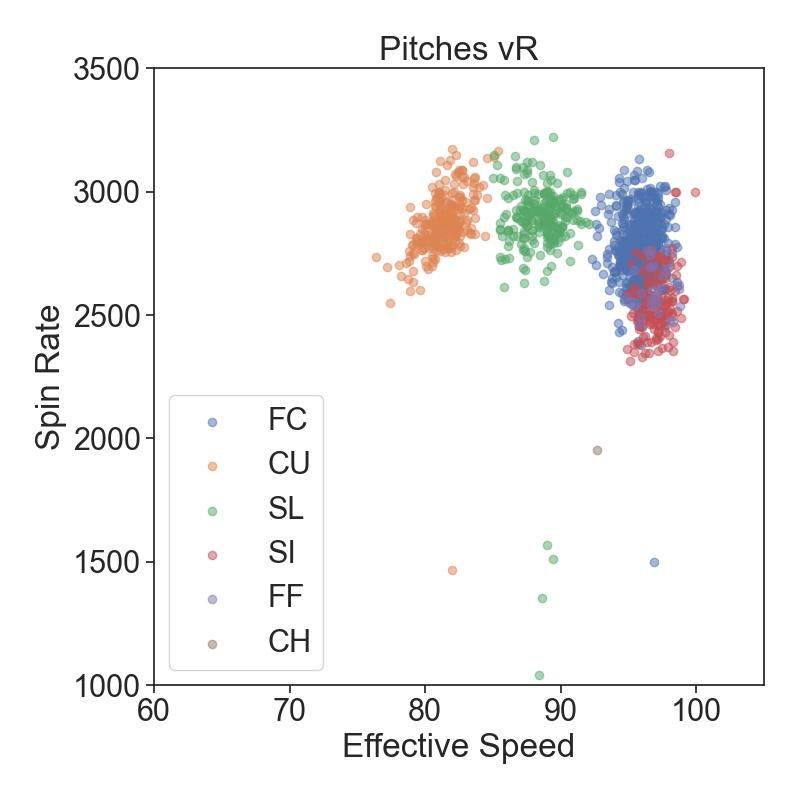 Pitches vR
3500
3000
2500
2000
1500
1000
Spin Rate
FC
CU
SL
SI
FF
CH
60 70 80 90 100
Effective Speed